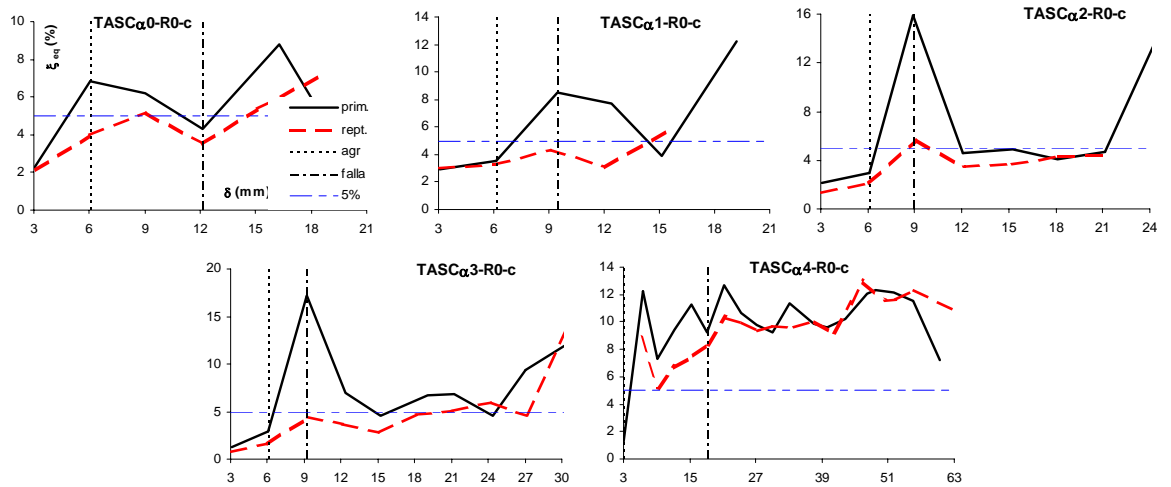 TASCα0-R0-c
10
8
6
4
2
0
ξ eq (%)
δ (mm)
3 6 9 12 15 18 21
prim.
rept.
agr
falla
5%
TASCα1-R0-c
14
12
10
8
6
4
2
0
3 6 9 12 15 18 21
TASCα2-R0-c
16
12
8
4
0
3 6 9 12 15 18 21 24
TASCα3-R0-c
20
15
10
5
0
3 6 9 12 15 18 21 24 27 30
TASCα4-R0-c
14
12
10
8
6
4
2
0
3 15 27 39 51 63